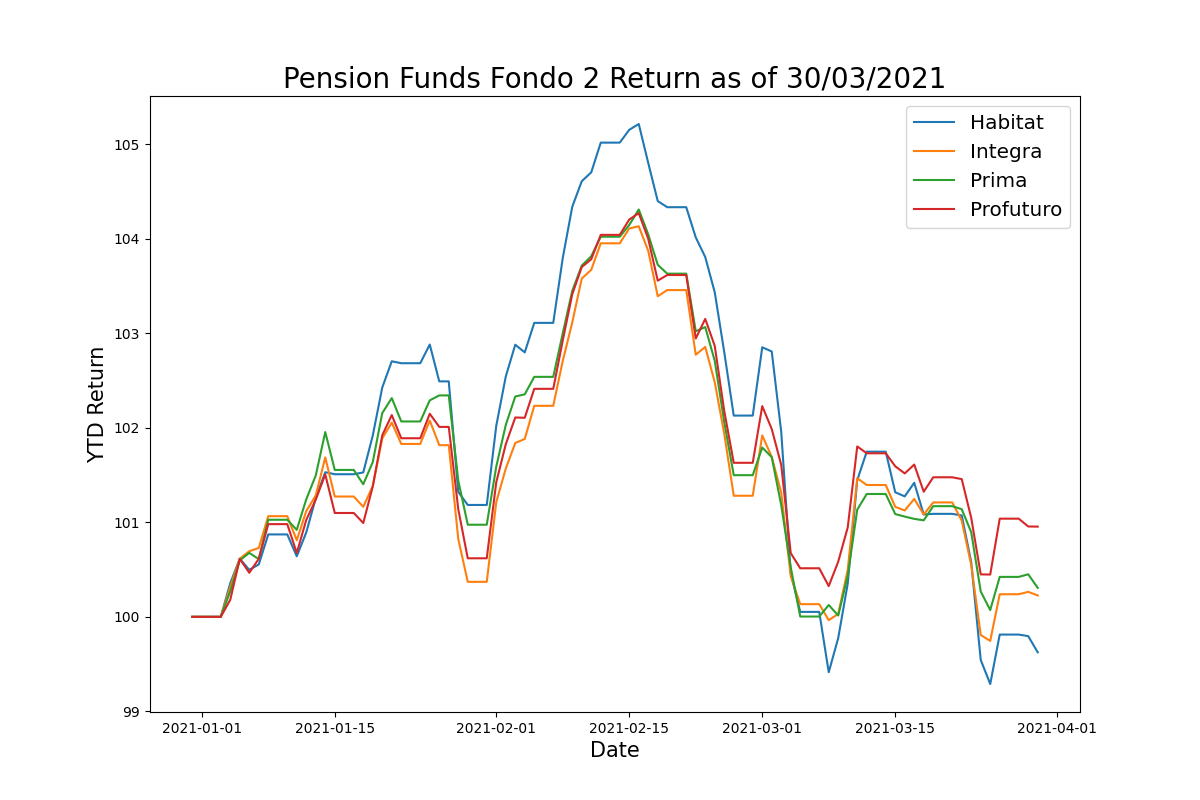 Pension Funds Fondo 2 Return as of 30/03/2021
Habitat
Integra
Prima
Profuturo
YTD Return
105
104
103
102
101
100
99
2021-01-01 2021-01-15 2021-02-01 2021-02-15 2021-03-01 2021-03-15 2021-04-01
Date